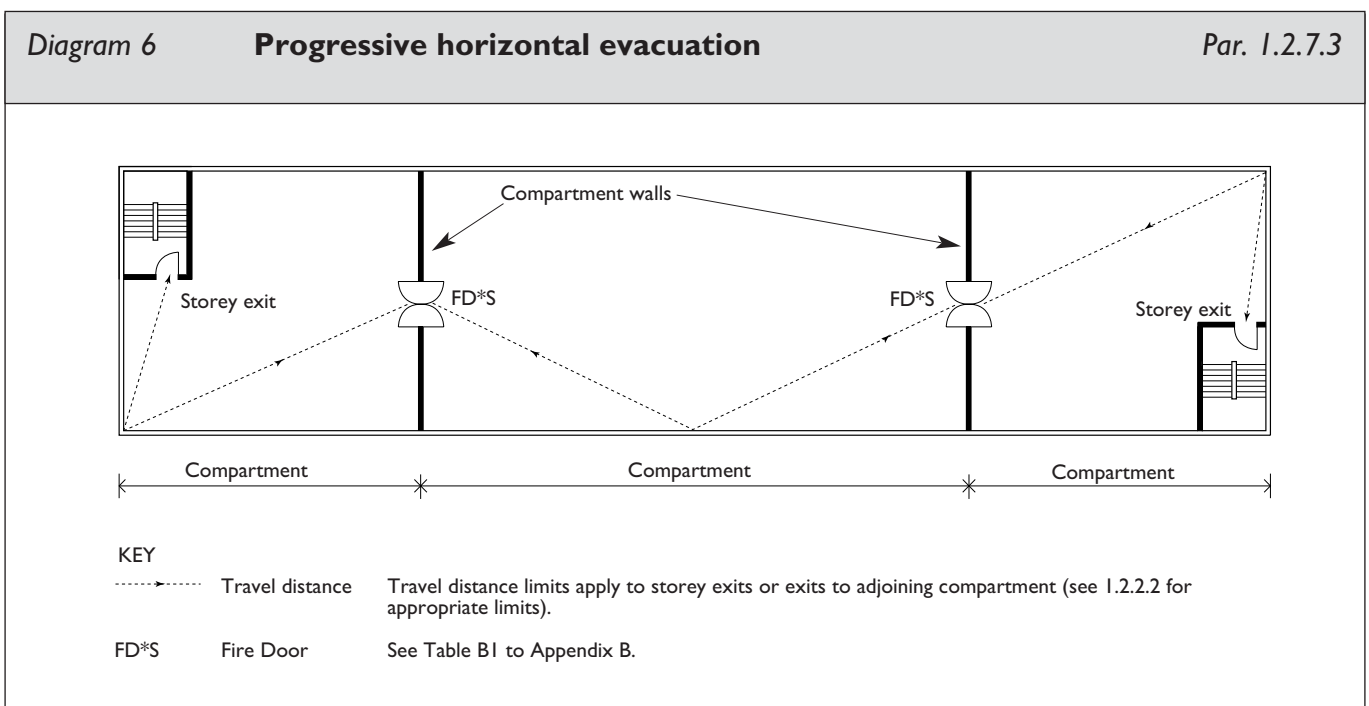 Diagram 6 Progressive horizontal evacuation Par. 1.2.7.3
Compartment walls
Storey exit
FD*S
FD*S
Storey exit
Compartment
Compartment
Compartment
KEY
Travel distance Travel distance limits apply to storey exits or exits to adjoining compartment (see 1.2.2.2 for
appropriate limits).
FD*S Fire Door See Table B1 to Appendix B.